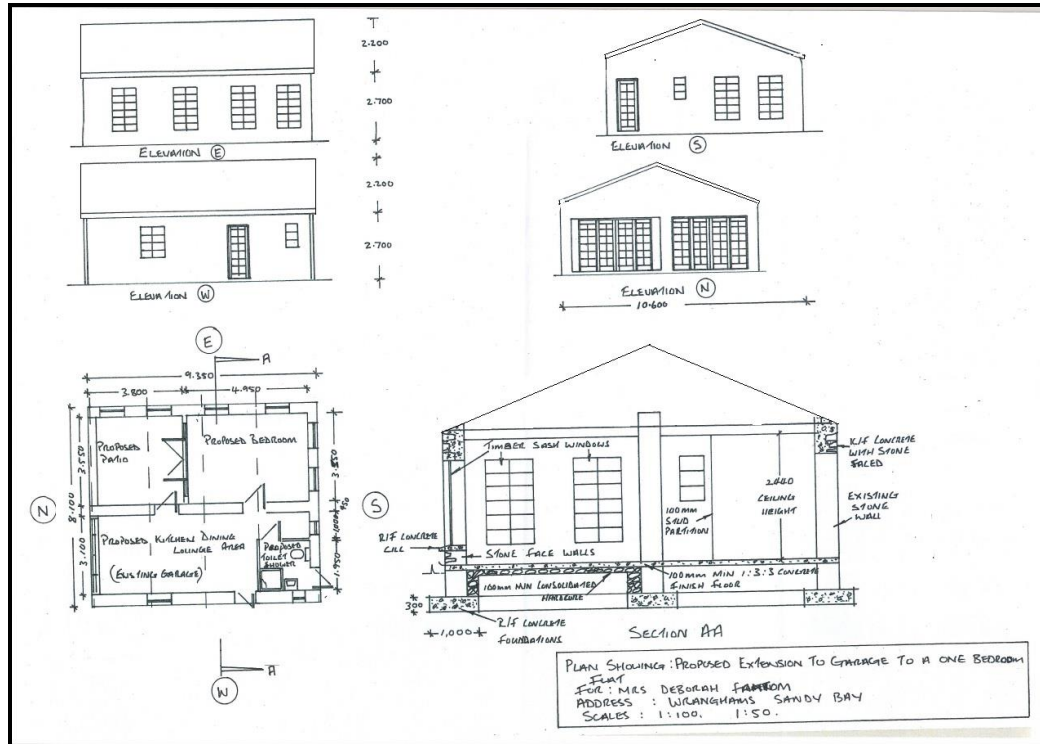 2.200
2.700
ELEVATION E
ELEVATION S
2.200
2.700
ELEVATION W
ELEVATION N
10.600
E
A
9.350
3.800
4.950
PROPOSED
PATIO
PROPOSED BEDROOM
3.550
8.100
3.550
N
S
450
1000
PROPOSED KITCHEN DINING
LOUNGE AREA
PROPOSED
TOILET
SHOWER
3.100
1.950
(EXISTING GARAGE)
A
W
TIMBER SASH WINDOWS
R/F CONCRETE
WITH STONE
FACED
2440
CEILING
HEIGHT
100MM
SOLID
PARTITION
EXISTING
STONE
WALL
R/F CONCRETE
CILL
STONE FACE WALLS
100MM MIN CONSOLIDATED
HARDCORE
100MM MIN 1:3:3 CONCRETE
FINISH FLOOR
300
1,000
R/F CONCRETE
FOUNDATIONS
SECTION AA
PLAN SHOWING: PROPOSED EXTENSION TO GARAGE TO A ONE BEDROOM
FLAT
FOR: MRS DEBORAH
ADDRESS : WRANGHAMS SANDY BAY
SCALES : 1:100. 1:50.